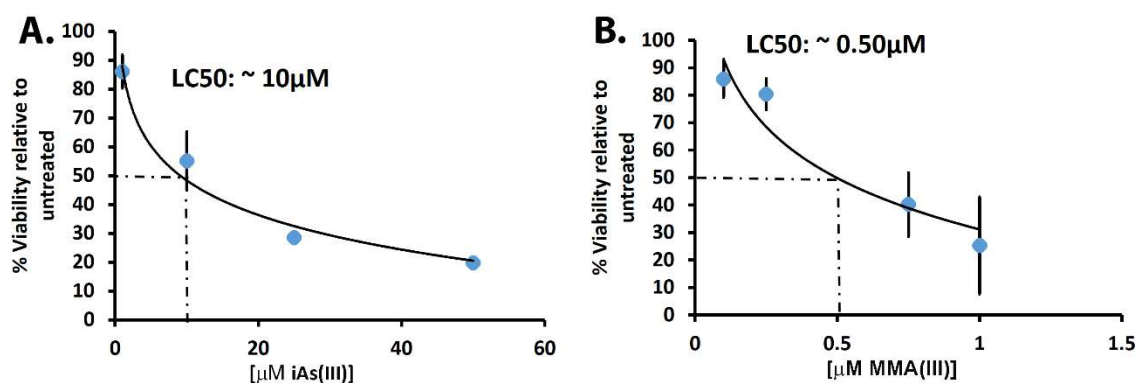 A.
LC50: ~ 10μM
% Viability relative to
untreated
100
90
80
70
60
50
40
30
20
10
0
0 20 40 60
[μM iAs(III)]
B.
LC50: ~ 0.50μM
% Viability relative to
untreated
100
90
80
70
60
50
40
30
20
10
0
0 0.5 1 1.5
[μM MMA(III)]